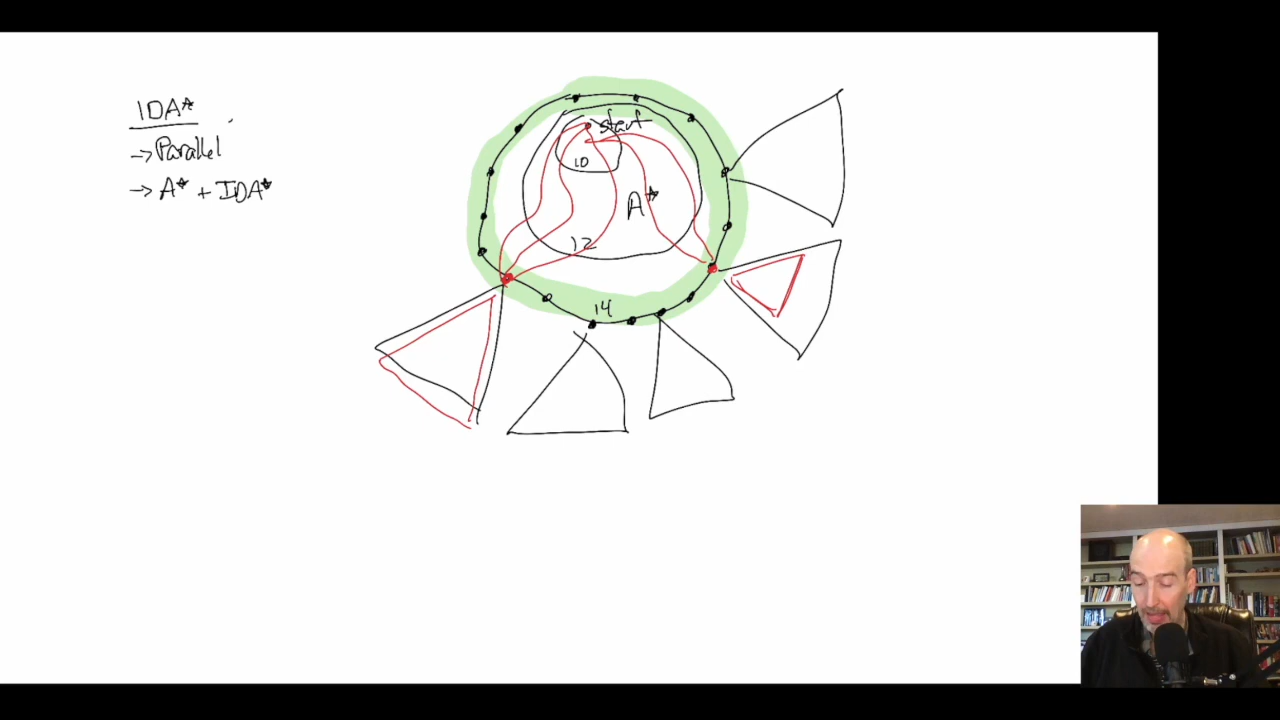 IDA*
→ Parallel
→ A* + IDA*
start
10
A*
12
14